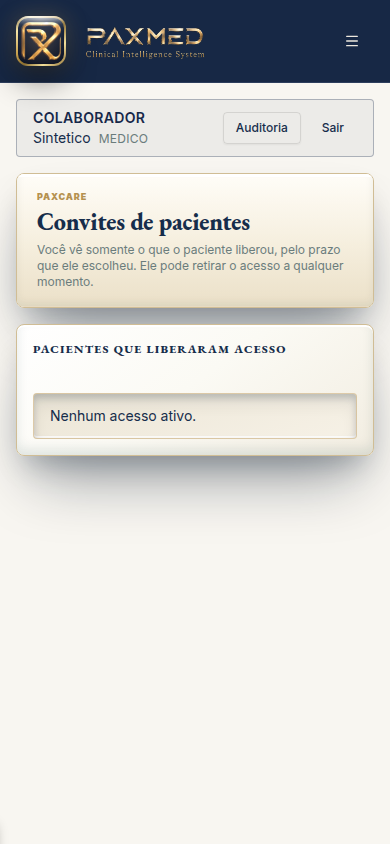 PAXMED
Clinical Intelligence System
COLABORADOR
Sintetico MEDICO
Auditoria
Sair
PAXCARE
Convites de pacientes
Você vê somente o que o paciente liberou, pelo prazo
que ele escolheu. Ele pode retirar o acesso a qualquer
momento.
PACIENTES QUE LIBERARAM ACESSO
Nenhum acesso ativo.